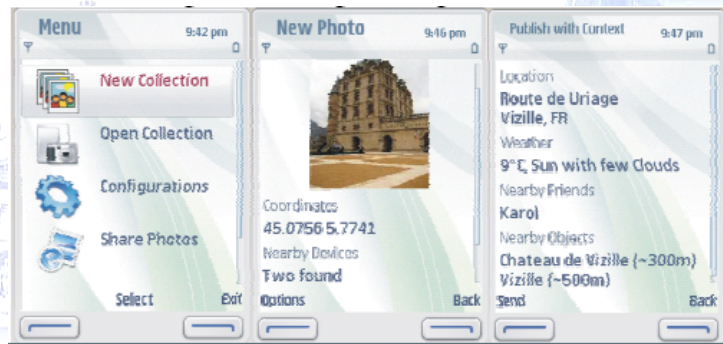 Menu
9:42 pm
New Collection
Open Collection
Configurations
Share Photos
Select
Exit
New Photo
9:46 pm
Coordinates
45.0756 5.7741
Nearby Devices
Two found
Options
Back
Publish with Context
9:47 pm
Location
Route de Uriage
Vizille, FR
Weather
9°C, Sun with few Clouds
Nearby Friends
Karol
Nearby Objects
Chateau de Vizille (~300m)
Vizille (~500m)
Send
Back